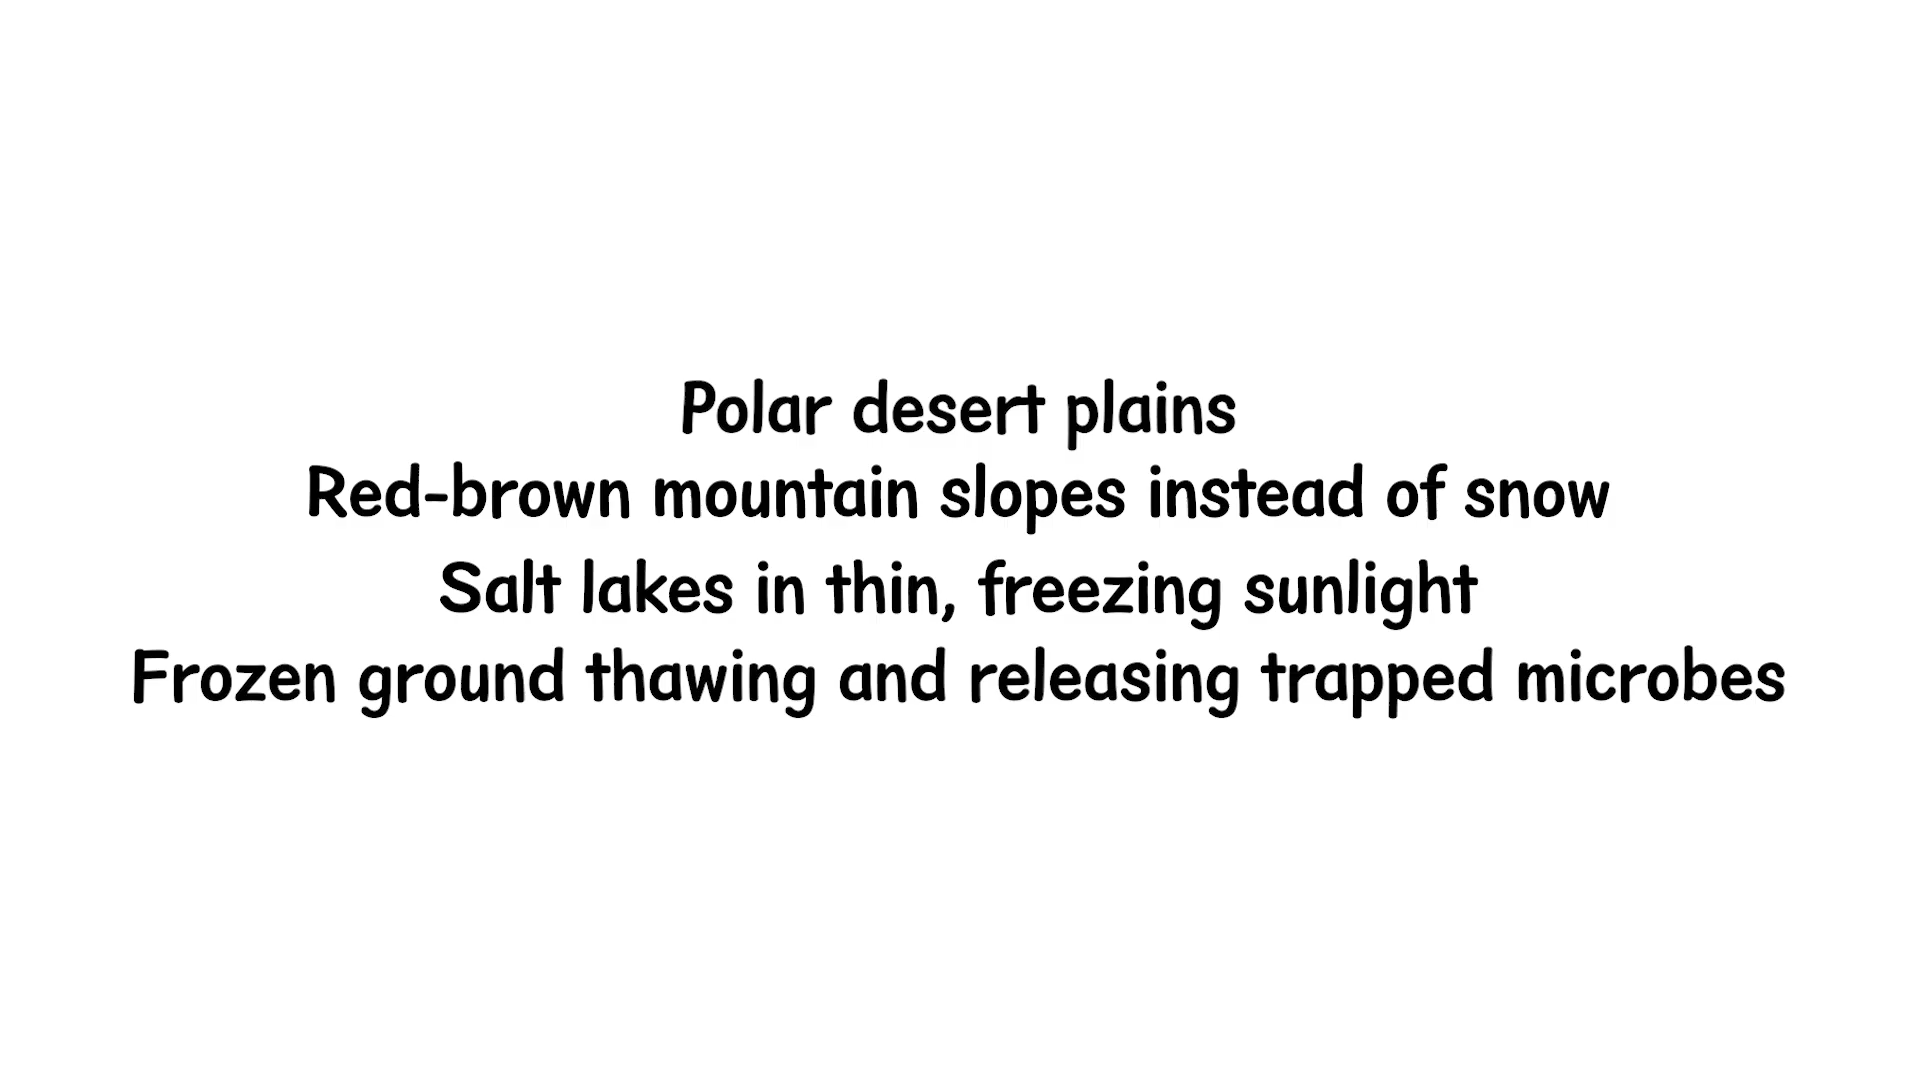 Polar desert plains
Red-brown mountain slopes instead of snow
Salt lakes in thin, freezing sunlight
Frozen ground thawing and releasing trapped microbes